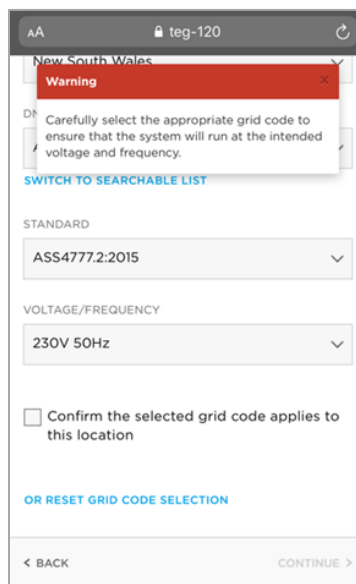 AA teg-120
New South Wales
Warning ×
Carefully select the appropriate grid code to
ensure that the system will run at the intended
voltage and frequency.
SWITCH TO SEARCHABLE LIST
STANDARD
ASS4777.2:2015
VOLTAGE/FREQUENCY
230V 50Hz
Confirm the selected grid code applies to
this location
OR RESET GRID CODE SELECTION
< BACK CONTINUE >